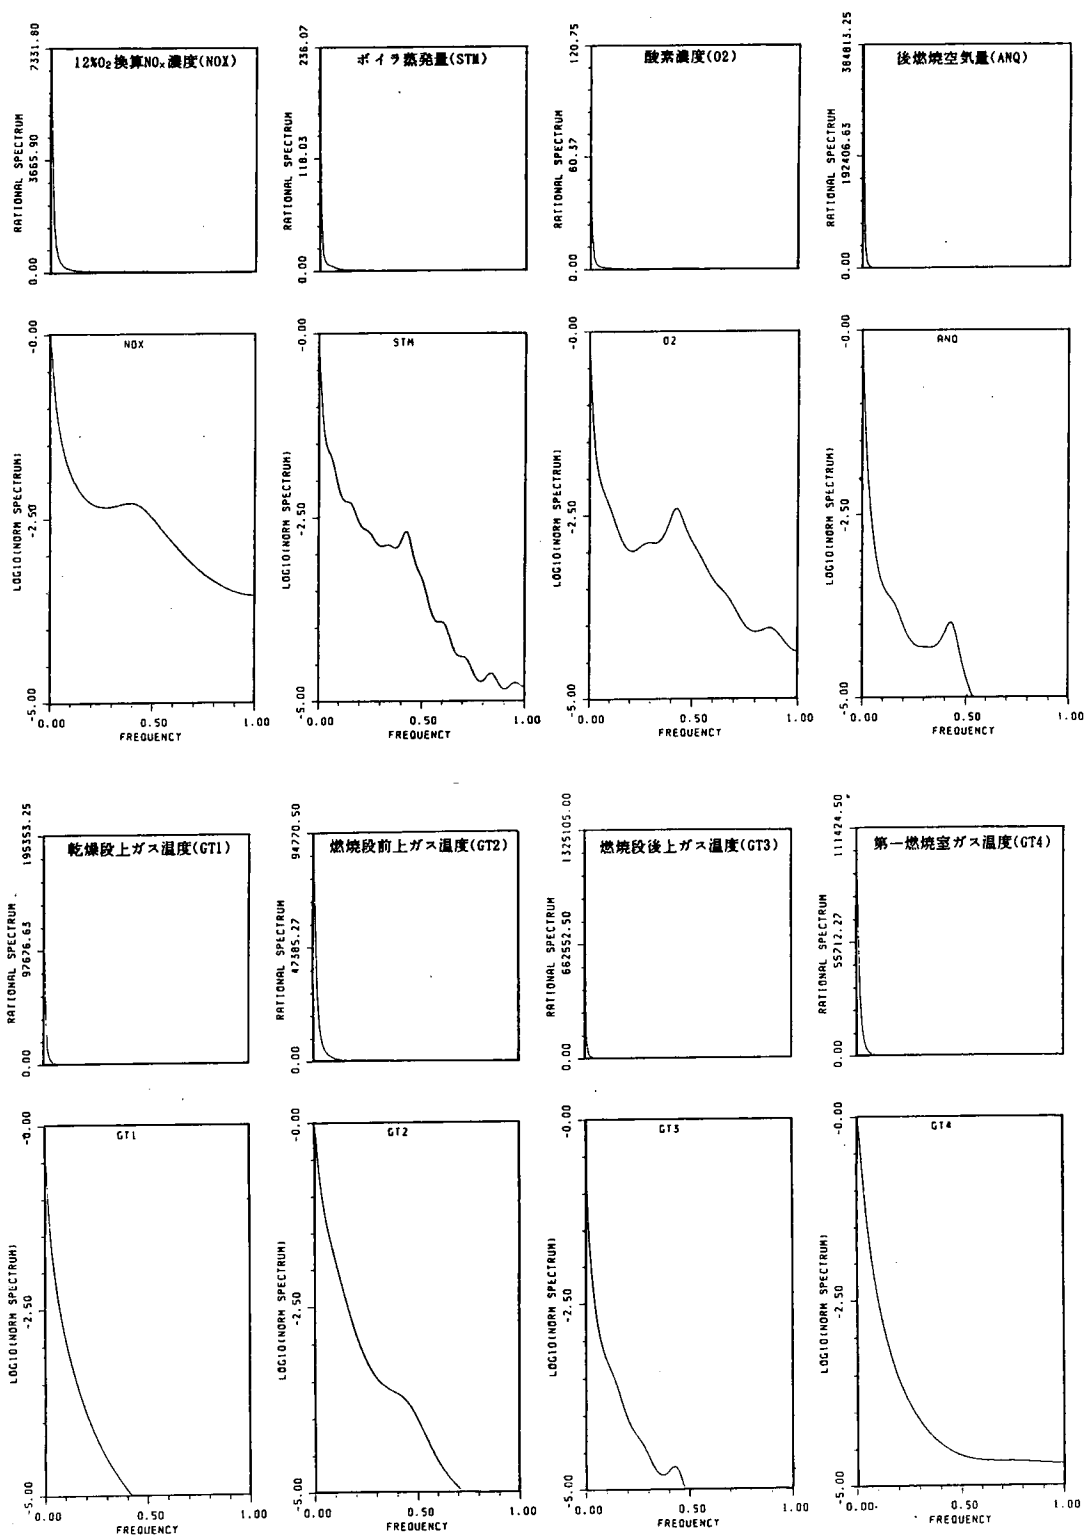 7331.80
3665.90
0.00
RATIONAL SPECTRUM
12%O₂換算NOₓ濃度(NOX)
236.07
118.03
0.00
RATIONAL SPECTRUM
ボイラ蒸発量(STM)
120.75
60.37
0.00
RATIONAL SPECTRUM
酸素濃度(O2)
384813.25
192406.63
0.00
RATIONAL SPECTRUM
後燃焼空気量(ANQ)
-0.00
-2.50
-5.00
LOG10(NORM SPECTRUM)
NOX
0.00 0.50 1.00
FREQUENCY
-0.00
-2.50
-5.00
LOG10(NORM SPECTRUM)
STM
0.00 0.50 1.00
FREQUENCY
-0.00
-2.50
-5.00
LOG10(NORM SPECTRUM)
O2
0.00 0.50 1.00
FREQUENCY
-0.00
-2.50
-5.00
LOG10(NORM SPECTRUM)
ANQ
0.00 0.50 1.00
FREQUENCY
195353.25
97676.63
0.00
RATIONAL SPECTRUM
乾燥段上ガス温度(GT1)
94770.50
47385.27
0.00
RATIONAL SPECTRUM
燃焼段前上ガス温度(GT2)
1325105.00
662552.50
0.00
RATIONAL SPECTRUM
燃焼段後上ガス温度(GT3)
111424.50
55712.27
0.00
RATIONAL SPECTRUM
第一燃焼室ガス温度(GT4)
-0.00
-2.50
-5.00
LOG10(NORM SPECTRUM)
GT1
0.00 0.50 1.00
FREQUENCY
-0.00
-2.50
-5.00
LOG10(NORM SPECTRUM)
GT2
0.00 0.50 1.00
FREQUENCY
-0.00
-2.50
-5.00
LOG10(NORM SPECTRUM)
GT3
0.00 0.50 1.00
FREQUENCY
-0.00
-2.50
-5.00
LOG10(NORM SPECTRUM)
GT4
0.00 0.50 1.00
FREQUENCY